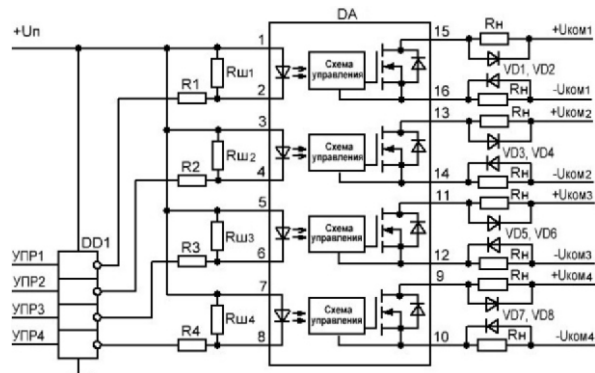 DA
+Uп
1
15
Rн
+Uком1
Rш1
Схема
управления
VD1, VD2
R1
2
16
Rн
-Uком1
3
13
Rн
+Uком2
Rш2
Схема
управления
VD3, VD4
R2
4
14
Rн
-Uком2
5
11
Rн
+Uком3
DD1
Rш3
Схема
управления
VD5, VD6
УПР1
R3
6
12
Rн
-Uком3
УПР2
7
9
Rн
+Uком4
УПР3
Rш4
Схема
управления
VD7, VD8
УПР4
R4
8
10
Rн
-Uком4